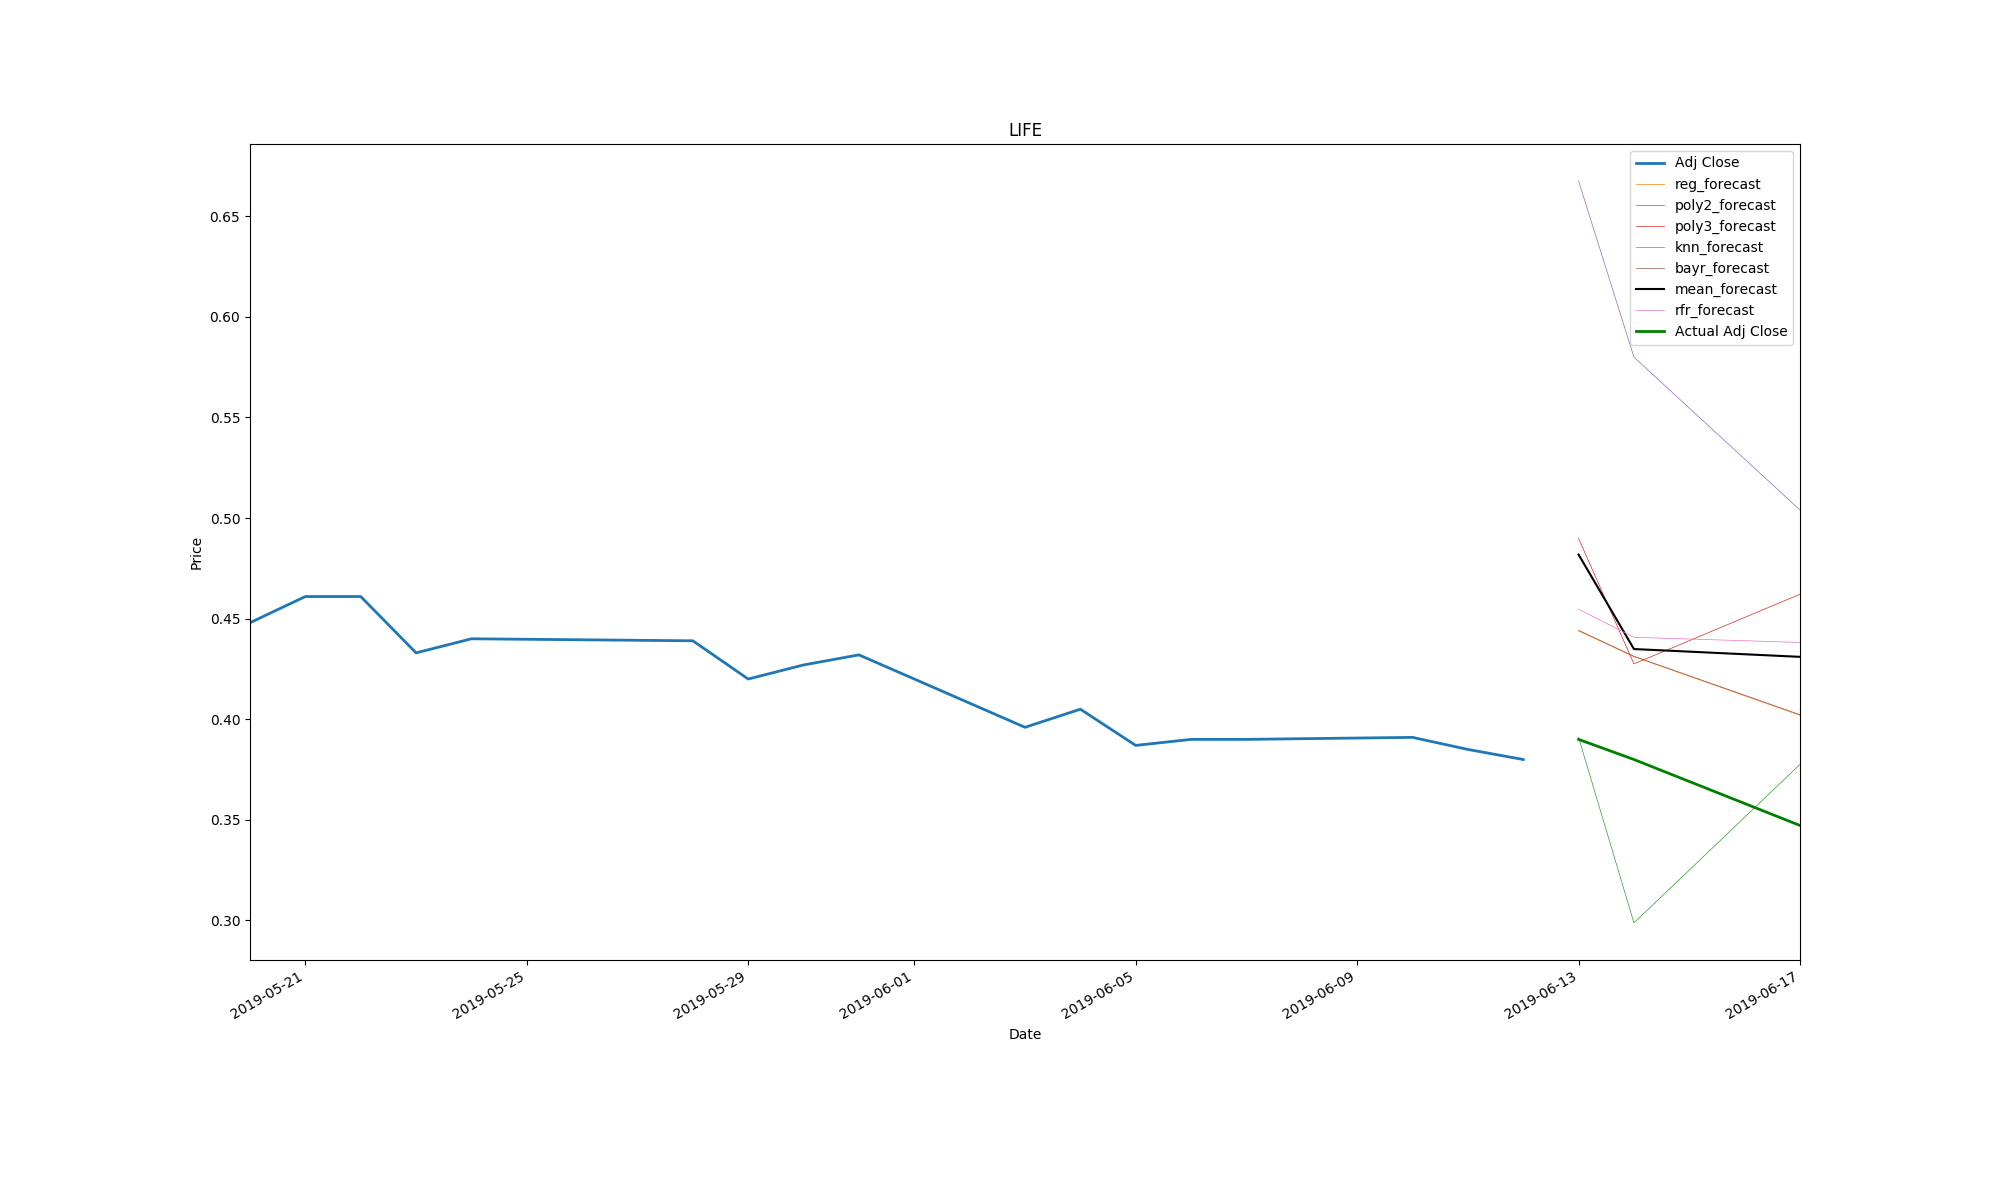 LIFE
Adj Close
reg_forecast
poly2_forecast
poly3_forecast
knn_forecast
bayr_forecast
mean_forecast
rfr_forecast
Actual Adj Close
0.65
0.60
0.55
0.50
0.45
0.40
0.35
0.30
Price
2019-05-21
2019-05-25
2019-05-29
2019-06-01
2019-06-05
2019-06-09
2019-06-13
2019-06-17
Date